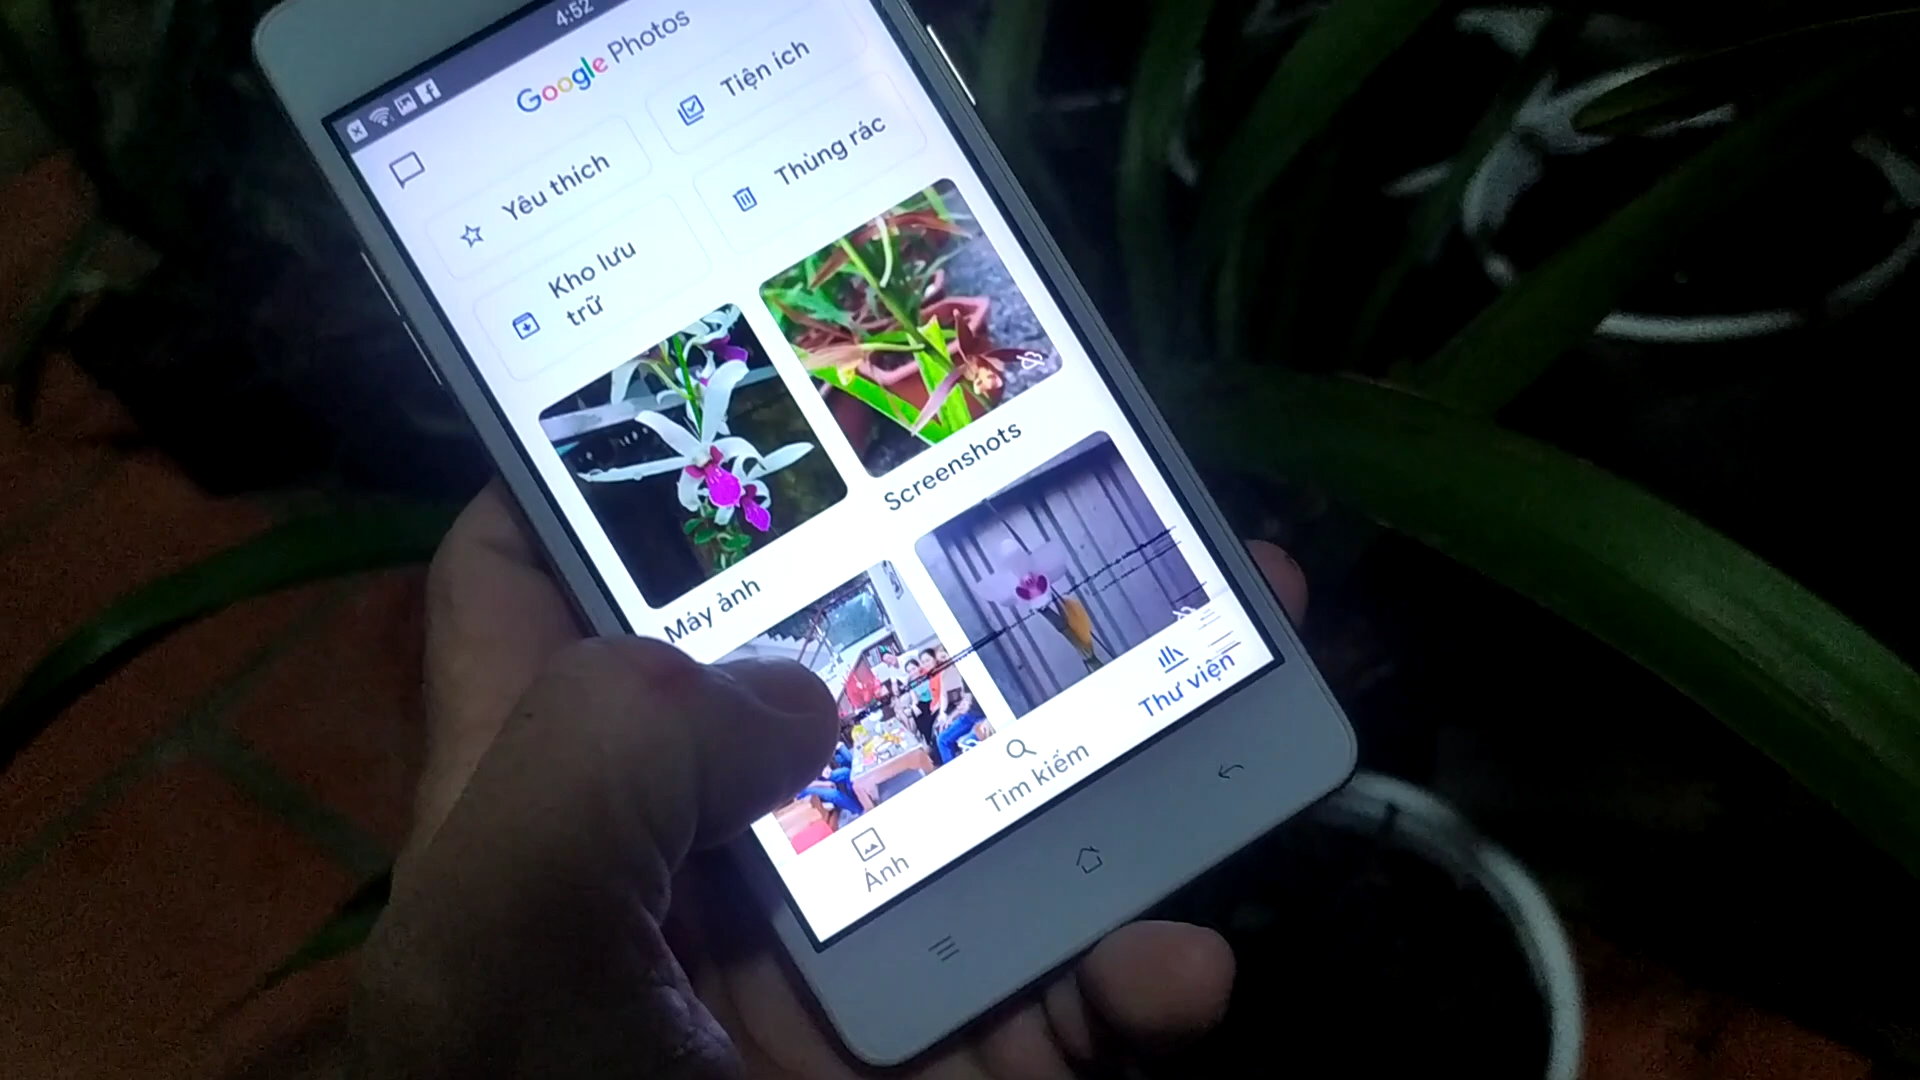 4:52
Google Photos
Yêu thích
Tiện ích
Kho lưu
trữ
Thùng rác
Máy ảnh
Screenshots
Ảnh
Tìm kiếm
Thư viện